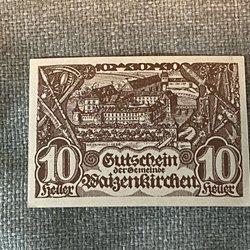 Gutschein
der Gemeinde
Waizenkirchen
10 Heller
10 Heller